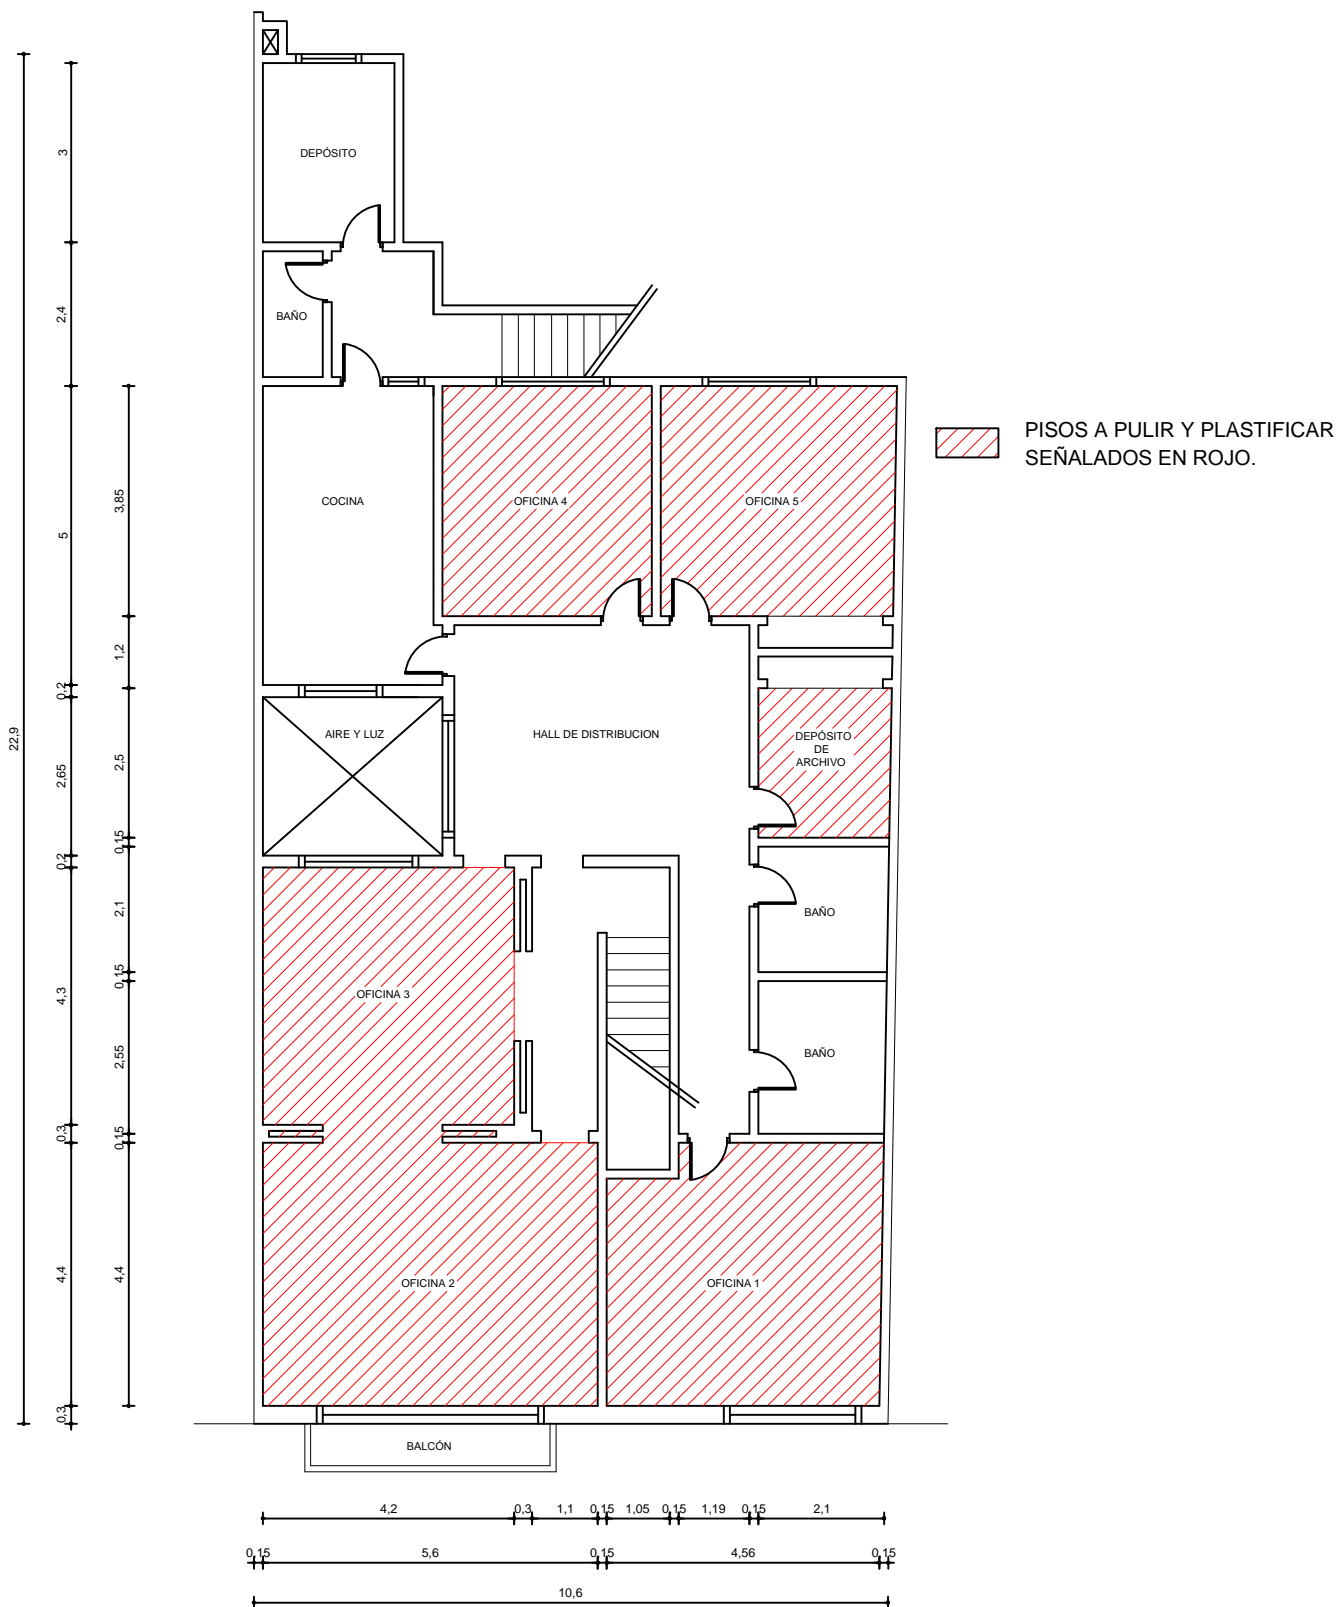 DEPÓSITO
3
BAÑO
2,4
PISOS A PULIR Y PLASTIFICAR
SEÑALADOS EN ROJO.
COCINA
OFICINA 4
OFICINA 5
5
3,85
1,2
0,2
22,9
AIRE Y LUZ
HALL DE DISTRIBUCION
DEPÓSITO
DE
ARCHIVO
2,65
2,5
0,15
0,2
BAÑO
2,1
0,15
OFICINA 3
4,3
2,55
BAÑO
0,3
0,15
OFICINA 2
OFICINA 1
4,4
4,4
0,3
BALCÓN
4,2
0,3
1,1
0,15
1,05
0,15
1,19
0,15
2,1
0,15
5,6
0,15
4,56
0,15
10,6